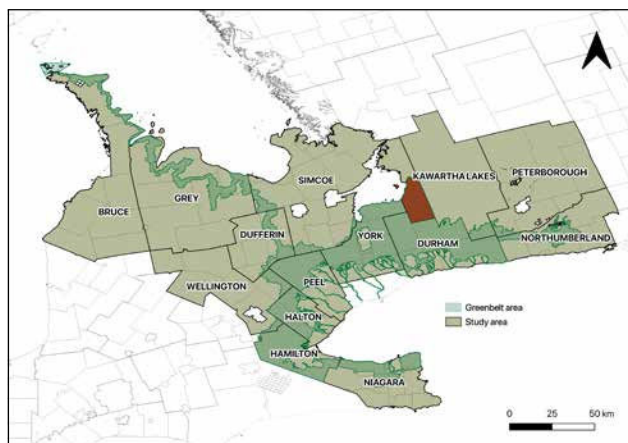 KAWARTHA LAKES
PETERBOROUGH
SIMCOE
GREY
BRUCE
DUFFERIN
YORK
DURHAM
NORTHUMBERLAND
WELLINGTON
PEEL
HALTON
HAMILTON
NIAGARA
Greenbelt area
Study area
0 25 50 km